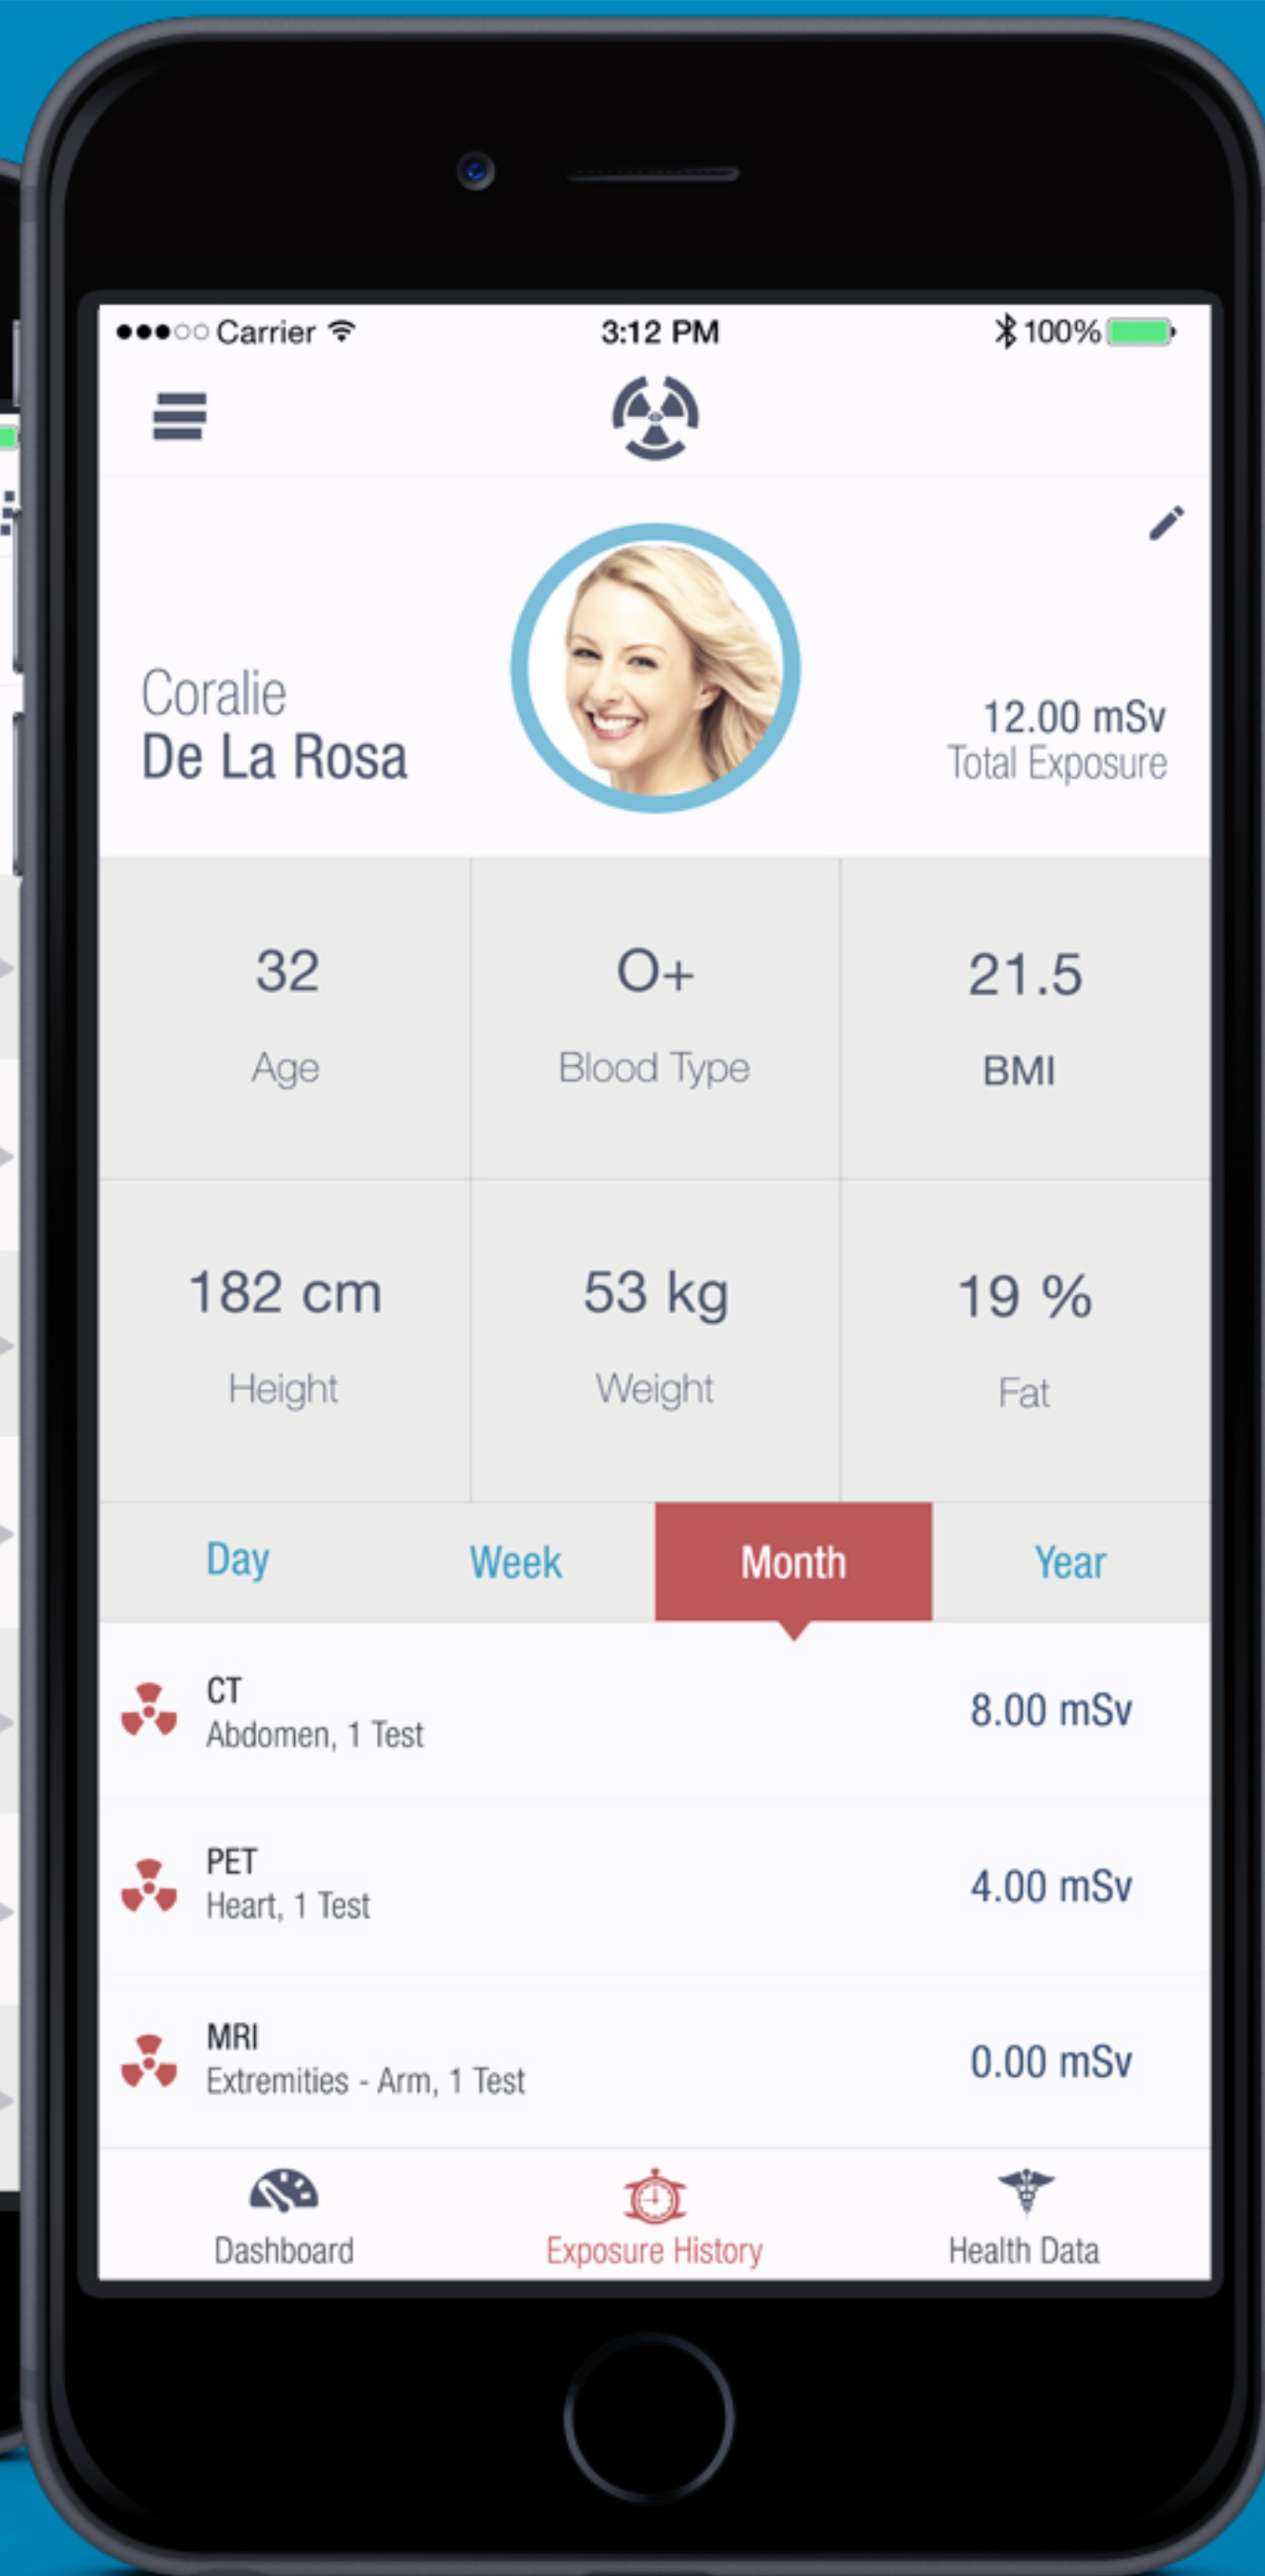 Carrier 3:12 PM 100%
Coralie
De La Rosa
12.00 mSv
Total Exposure
32 O+ 21.5
Age Blood Type BMI
182 cm 53 kg 19 %
Height Weight Fat
Day Week Month Year
CT
Abdomen, 1 Test
8.00 mSv
PET
Heart, 1 Test
4.00 mSv
MRI
Extremities - Arm, 1 Test
0.00 mSv
Dashboard Exposure History Health Data